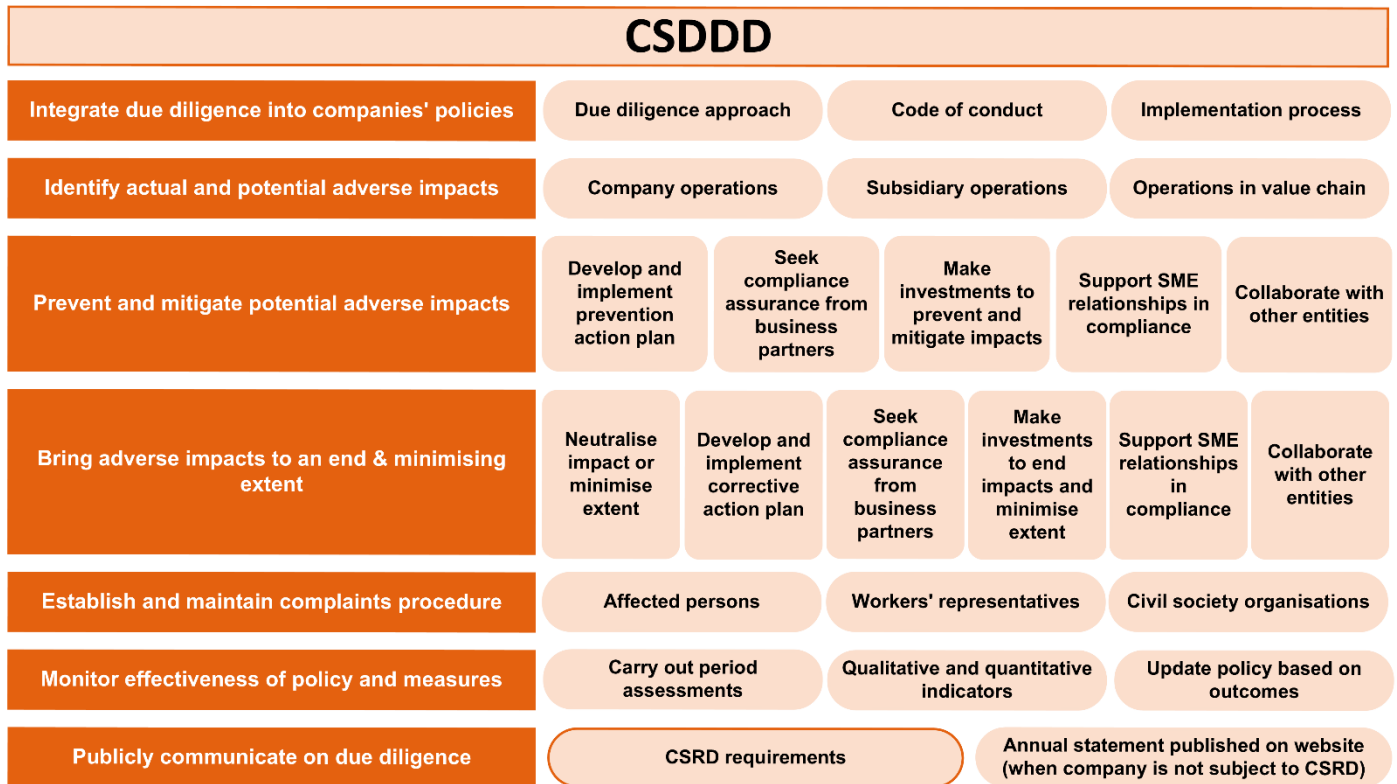 CSDDD
Integrate due diligence into companies' policies
Due diligence approach
Code of conduct
Implementation process
Identify actual and potential adverse impacts
Company operations
Subsidiary operations
Operations in value chain
Prevent and mitigate potential adverse impacts
Develop and
implement
prevention
action plan
Seek
compliance
assurance from
business
partners
Make
investments to
prevent and
mitigate impacts
Support SME
relationships in
compliance
Collaborate with
other entities
Bring adverse impacts to an end & minimising
extent
Neutralise
impact or
minimise
extent
Develop and
implement
corrective
action plan
Seek
compliance
assurance
from
business
partners
Make
investments
to end
impacts and
minimise
extent
Support SME
relationships
in
compliance
Collaborate
with other
entities
Establish and maintain complaints procedure
Affected persons
Workers' representatives
Civil society organisations
Monitor effectiveness of policy and measures
Carry out period
assessments
Qualitative and quantitative
indicators
Update policy based on
outcomes
Publicly communicate on due diligence
CSRD requirements
Annual statement published on website
(when company is not subject to CSRD)